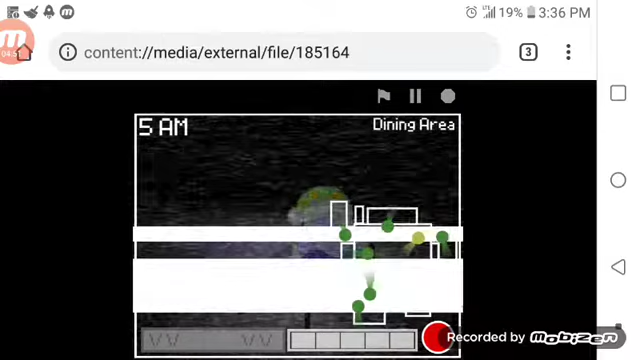 19% 3:36 PM
content://media/external/file/185164
3
5 AM
Dining Area
Recorded by mobizen